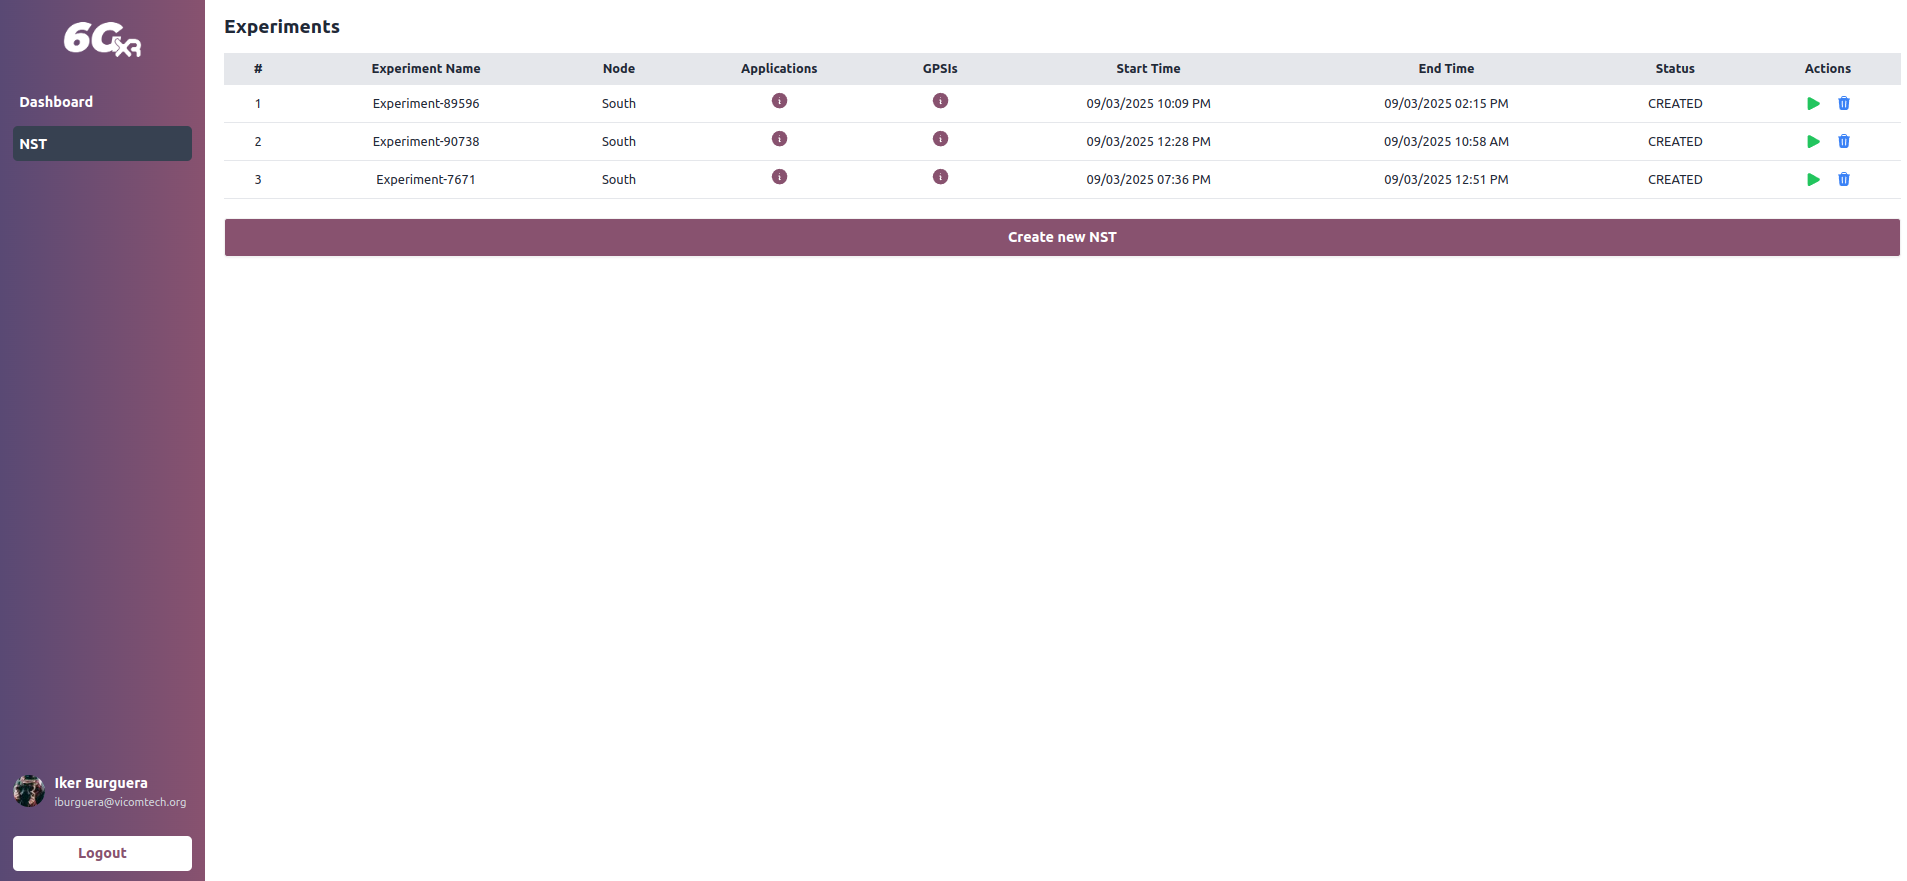 6G XR
Dashboard
NST
Experiments
# Experiment Name Node Applications GPSIs Start Time End Time Status Actions
1 Experiment-89596 South i i 09/03/2025 10:09 PM 09/03/2025 02:15 PM CREATED
2 Experiment-90738 South i i 09/03/2025 12:28 PM 09/03/2025 10:58 AM CREATED
3 Experiment-7671 South i i 09/03/2025 07:36 PM 09/03/2025 12:51 PM CREATED
Create new NST
Iker Burguera
iburguera@vicomtech.org
Logout